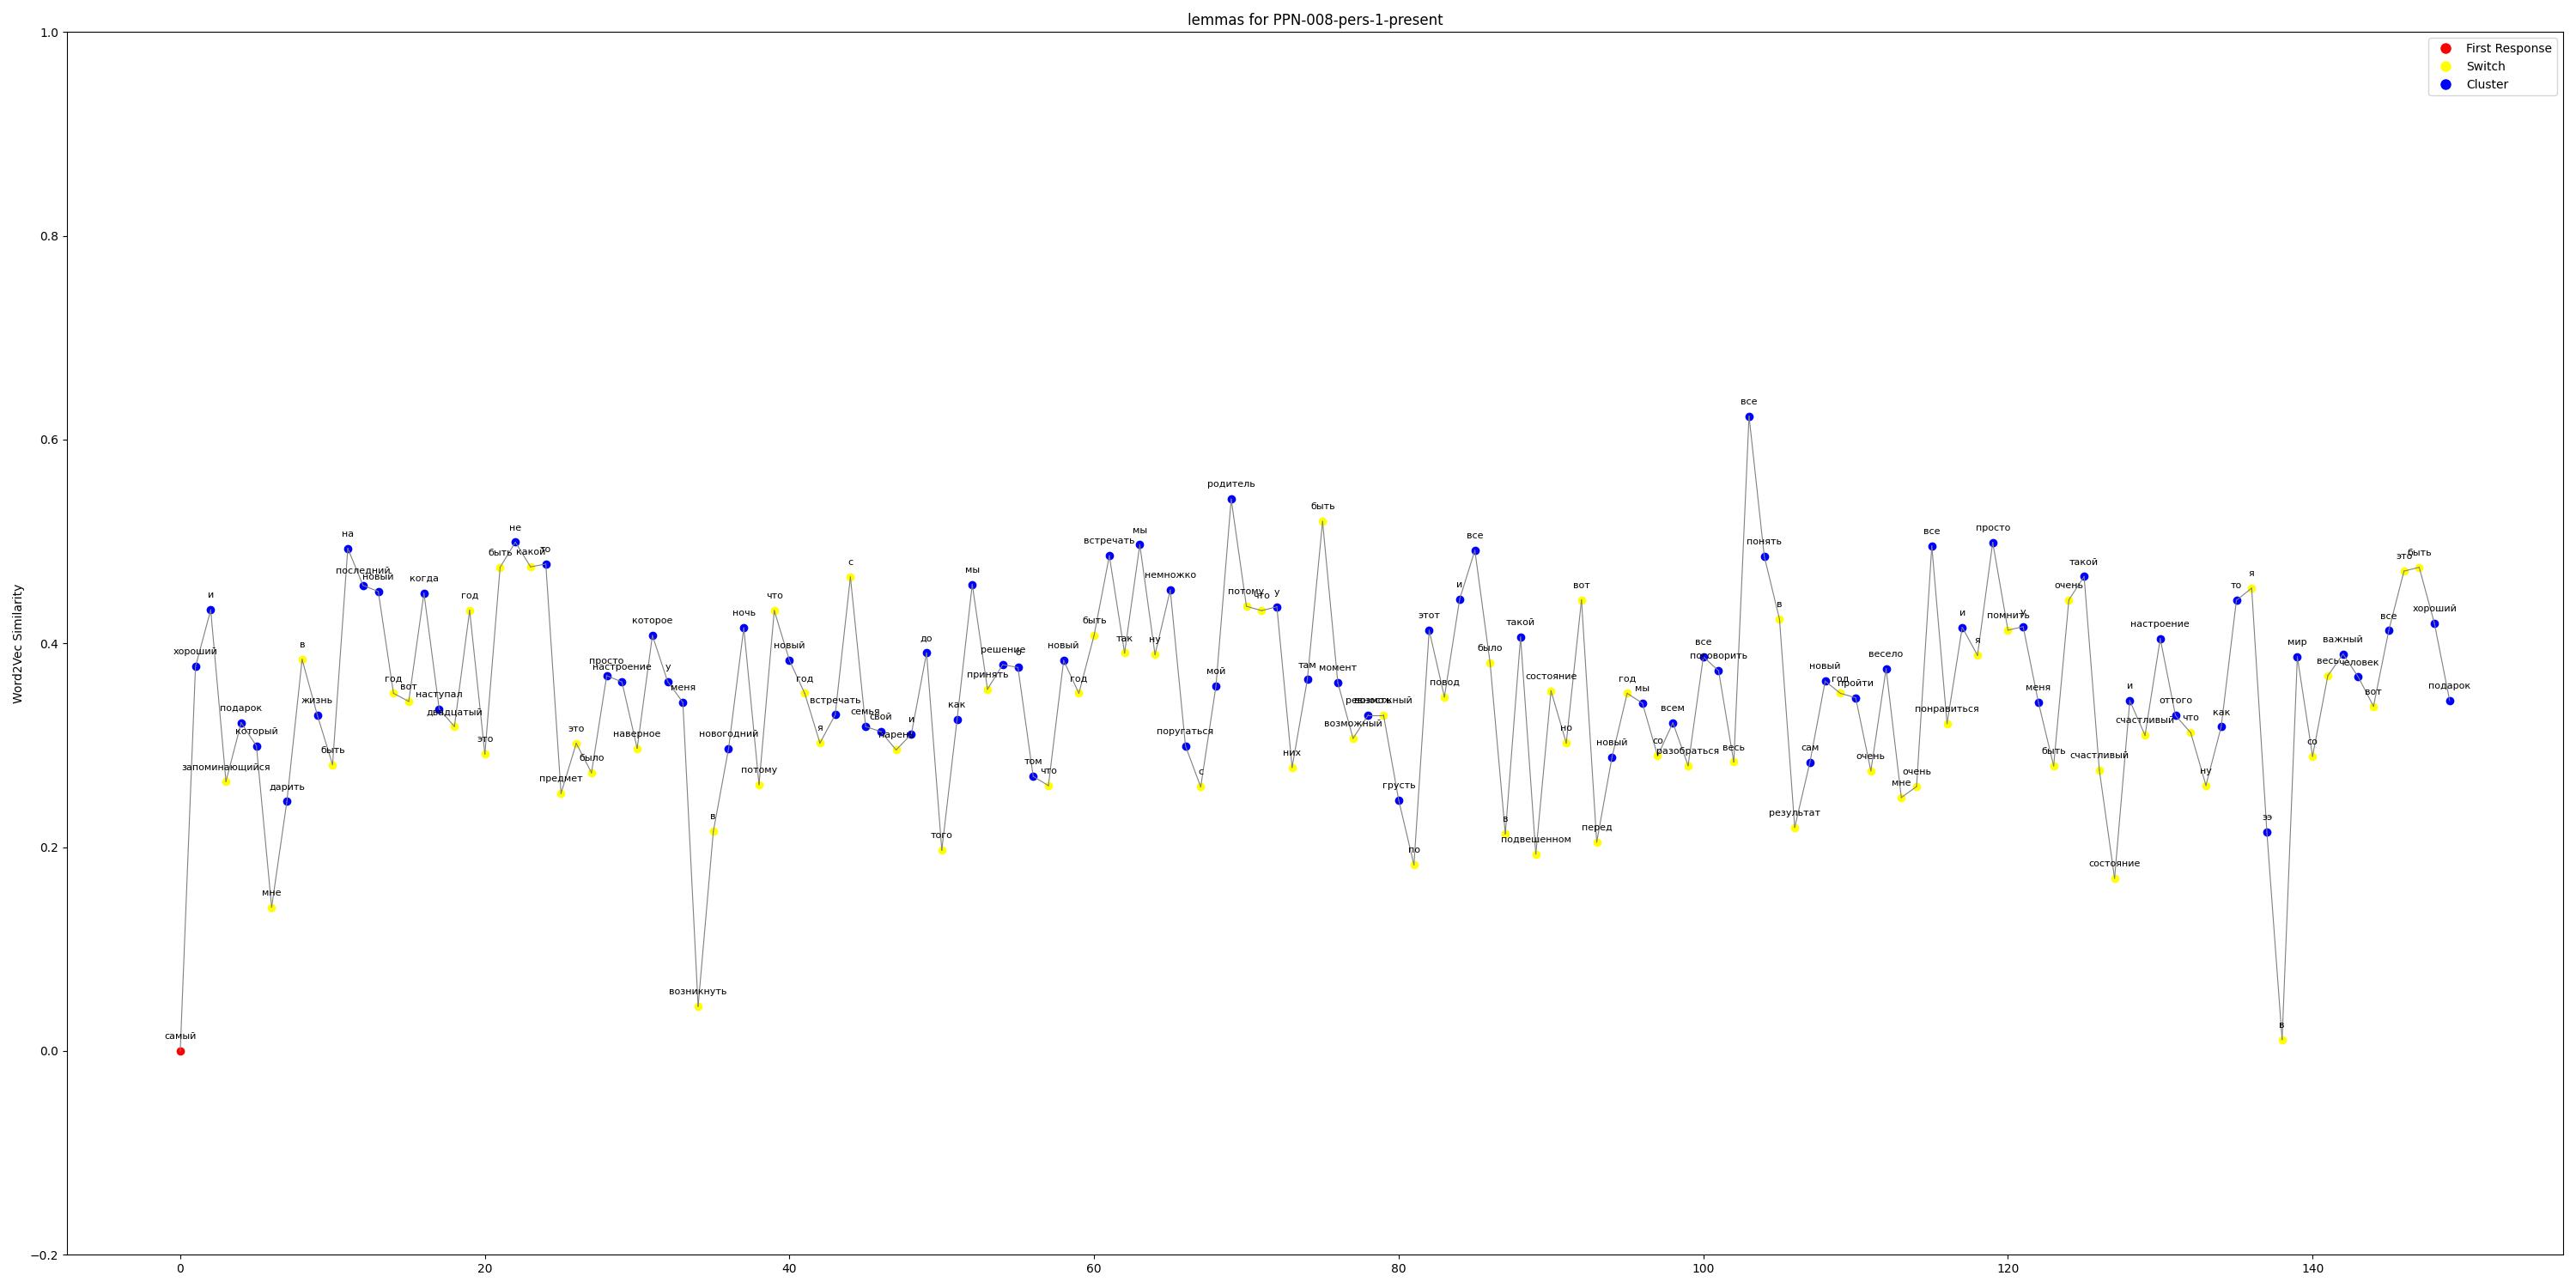 lemmas for PPN-008-pers-1-present
First Response
Switch
Cluster
Word2Vec Similarity
1.0
0.8
0.6
0.4
0.2
0.0
−0.2
0
20
40
60
80
100
120
140
самый
хороший
и
запоминающийся
подарок
который
мне
дарить
в
жизнь
быть
на
последний
новый
год
вот
когда
наступал
двадцатый
год
это
быть
не
какой
то
предмет
это
было
просто
настроение
наверное
которое
у
меня
возникнуть
в
новогодний
ночь
потому
что
новый
год
я
встречать
с
семья
свой
парень
и
до
того
как
мы
принять
решение
о
том
что
новый
год
быть
встречать
так
мы
ну
немножко
поругаться
с
мой
родитель
потому
что
у
них
там
быть
момент
возможный
ревность
возможный
грусть
по
этот
повод
и
все
было
в
такой
подвешенном
состояние
но
вот
перед
новый
год
мы
со
всем
разобраться
все
поговорить
весь
все
понять
в
результат
сам
новый
год
пройти
очень
весело
мне
очень
все
понравиться
и
я
просто
помнить
у
меня
быть
очень
такой
счастливый
состояние
и
счастливый
настроение
оттого
что
ну
как
то
я
ээ
в
мир
со
весь
важный
человек
вот
все
это
быть
хороший
подарок